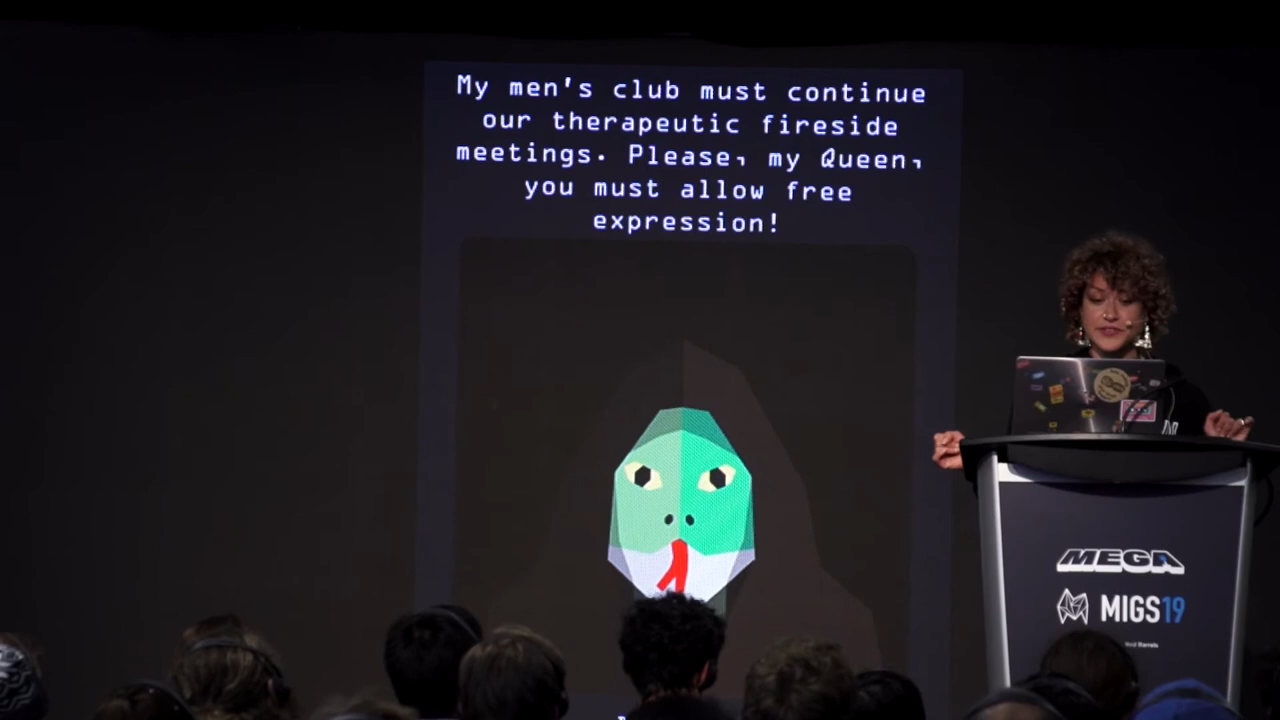 My men's club must continue
our therapeutic fireside
meetings. Please, my Queen,
you must allow free
expression!
MEGA
MIGS19